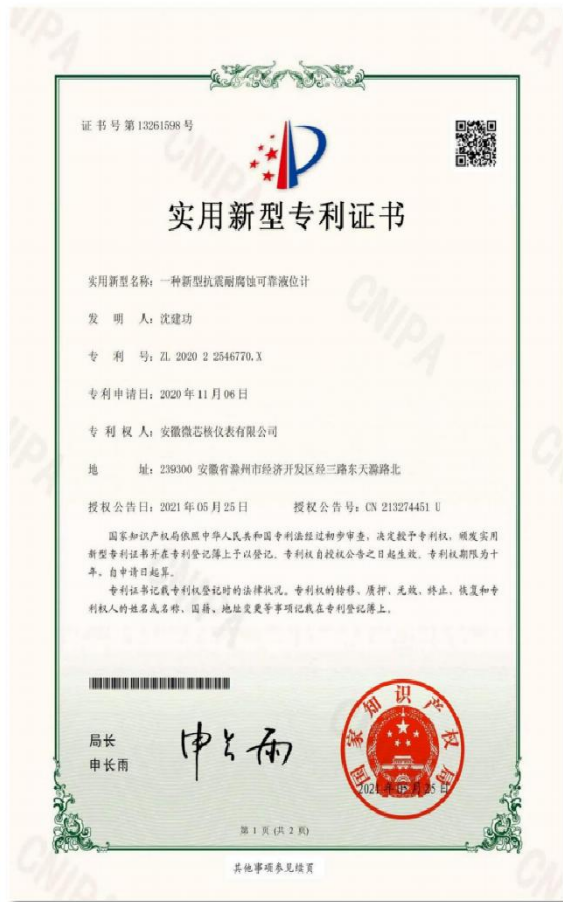 证书号第13261598号
实用新型专利证书
实用新型名称：一种新型抗震耐腐蚀可靠液位计
发 明 人：沈建功
专 利 号：ZL 2020 2 2546770.X
专利申请日：2020年11月06日
专 利 权 人：安徽微芯核仪表有限公司
地 址：239300 安徽省滁州市经济开发区经三路东天滁路北
授权公告日：2021年05月25日 授权公告号：CN 213274451 U
国家知识产权局依照中华人民共和国专利法经过初步审查，决定授予专利权，颁发实用
新型专利证书并在专利登记簿上予以登记。专利权自授权公告之日起生效。专利权期限为十
年，自申请日起算。
专利证书记载专利权登记时的法律状况。专利权的转移、质押、无效、终止、恢复和专
利权人的姓名或名称、国籍、地址变更等事项记载在专利登记簿上。
局长
申长雨
申长雨
国家知识产权局
2021年05月25日
第 1 页 (共 2 页)
其他事项参见续页
CNIPA